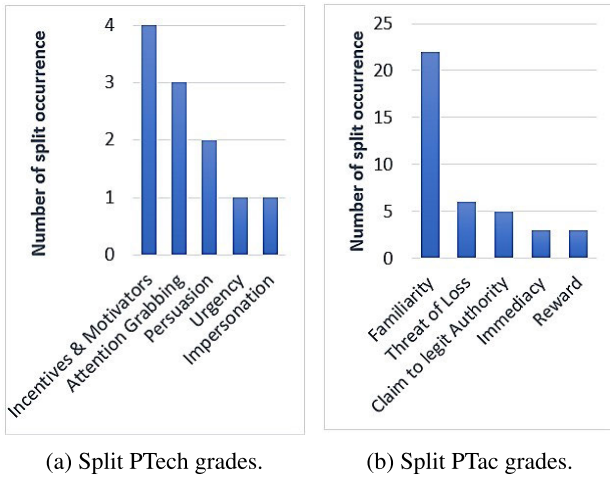 Number of split occurrence
4
3
2
1
0
Incentives & Motivators
Attention Grabbing
Persuasion
Urgency
Impersonation
(a) Split PTech grades.
Number of split occurrence
25
20
15
10
5
0
Familiarity
Threat of Loss
Claim to legit Authority
Immediacy
Reward
(b) Split PTac grades.